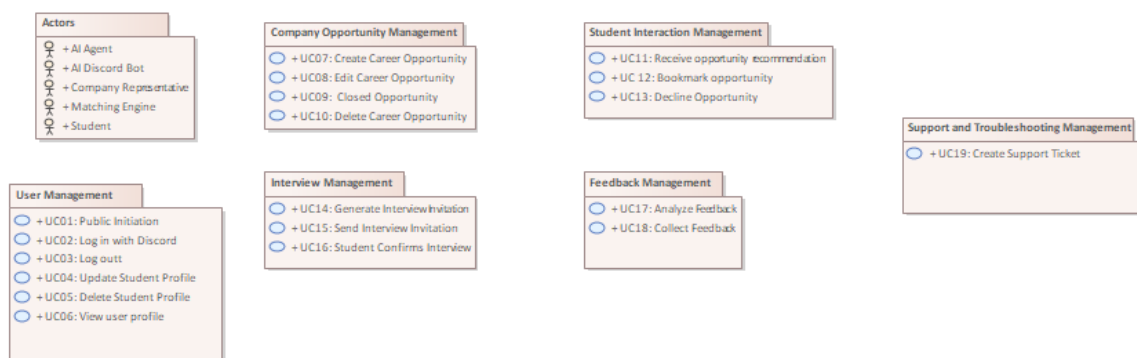 Actors
+ AI Agent
+ AI Discord Bot
+ Company Representative
+ Matching Engine
+ Student
User Management
+ UC01: Public Initiation
+ UC02: Log in with Discord
+ UC03: Log outt
+ UC04: Update Student Profile
+ UC05: Delete Student Profile
+ UC06: View user profile
Company Opportunity Management
+ UC07: Create Career Opportunity
+ UC08: Edit Career Opportunity
+ UC09: Closed Opportunity
+ UC10: Delete Career Opportunity
Interview Management
+ UC14: Generate Interview Invitation
+ UC15: Send Interview Invitation
+ UC16: Student Confirms Interview
Student Interaction Management
+ UC11: Receive opportunity recommendation
+ UC 12: Bookmark opportunity
+ UC13: Decline Opportunity
Feedback Management
+ UC17: Analyze Feedback
+ UC18: Collect Feedback
Support and Troubleshooting Management
+ UC19: Create Support Ticket